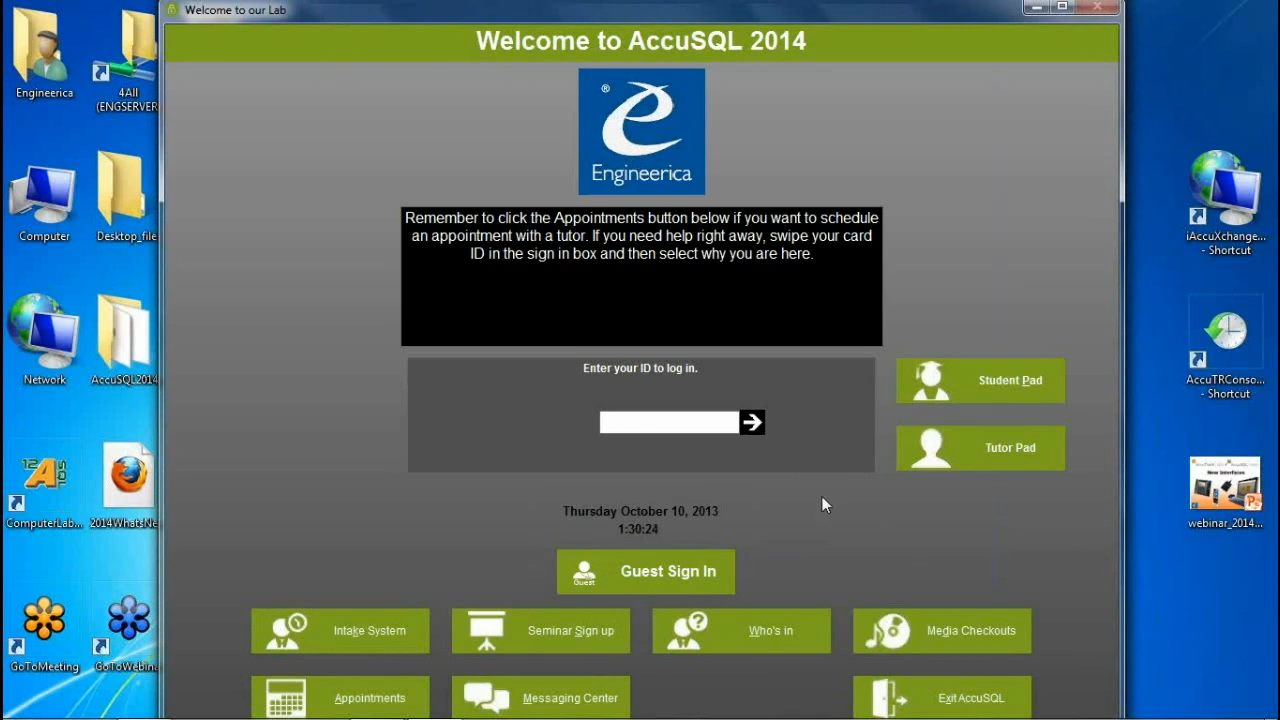 Welcome to our Lab
Welcome to AccuSQL 2014
®
Engineerica
Remember to click the Appointments button below if you want to schedule
an appointment with a tutor. If you need help right away, swipe your card
ID in the sign in box and then select why you are here.
Enter your ID to log in.
Student Pad
Tutor Pad
Thursday October 10, 2013
1:30:24
Guest
Guest Sign In
Intake System
Seminar Sign up
Who's in
Media Checkouts
Appointments
Messaging Center
Exit AccuSQL
Engineerica
4All
(ENGSERVER
Computer
Desktop_file
Network
AccuSQL2014
ComputerLab...
2014WhatsNe
GoToMeeting
GoToWebin
iAccuXchange...
- Shortcut
AccuTRConso...
- Shortcut
New Interfaces
webinar_2014...